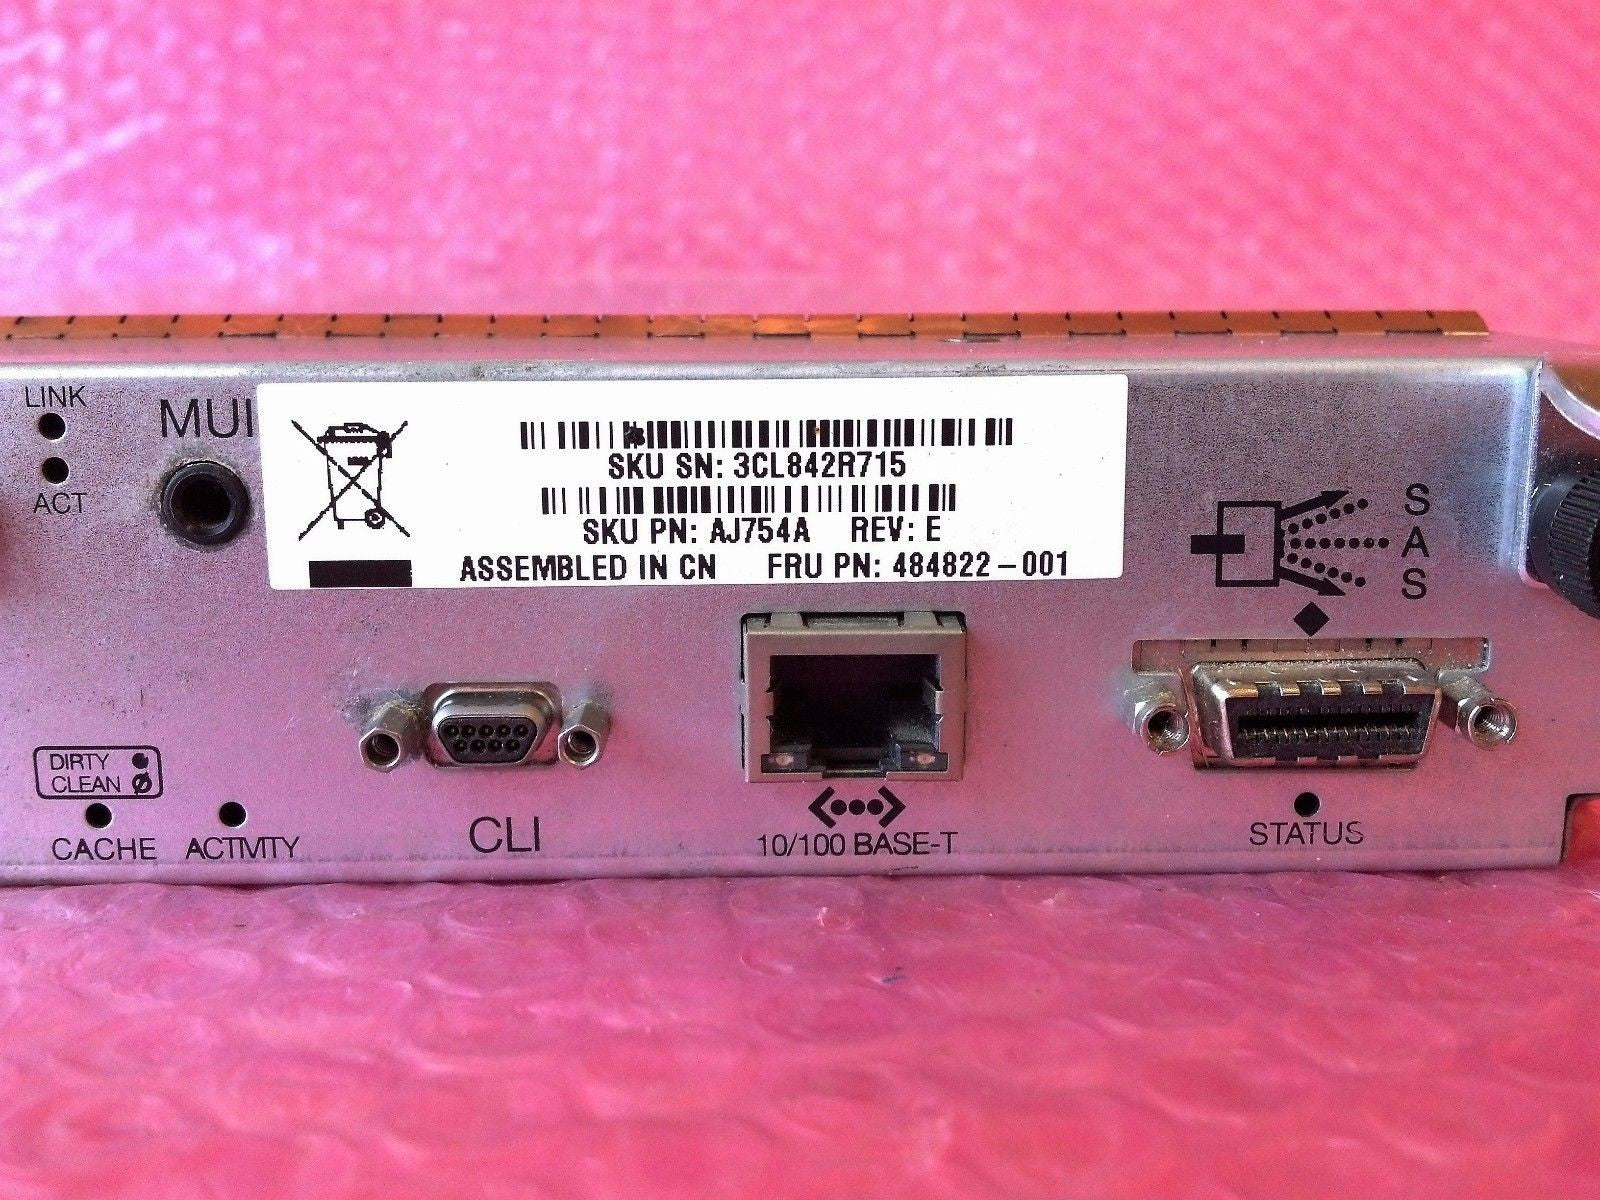 LINK
ACT
MUI
SKU SN: 3CL842R715
SKU PN: AJ754A REV: E
ASSEMBLED IN CN FRU PN: 484822-001
S
A
S
DIRTY
CLEAN
CACHE
ACTIVITY
CLI
10/100 BASE-T
STATUS